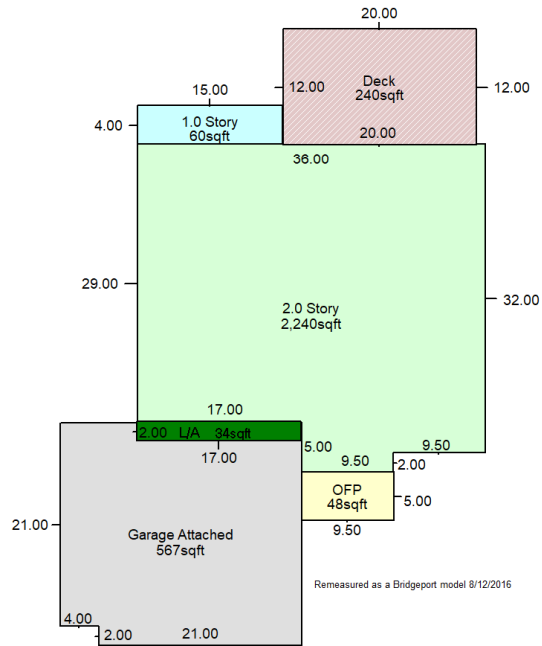 20.00
Deck
240sqft
12.00
12.00
15.00
20.00
4.00
1.0 Story
60sqft
36.00
29.00
2.0 Story
2,240sqft
32.00
17.00
2.00 L/A 34sqft
17.00
5.00
9.50
9.50
2.00
OFP
48sqft
5.00
9.50
21.00
Garage Attached
567sqft
Remeasured as a Bridgeport model 8/12/2016
4.00
2.00
21.00